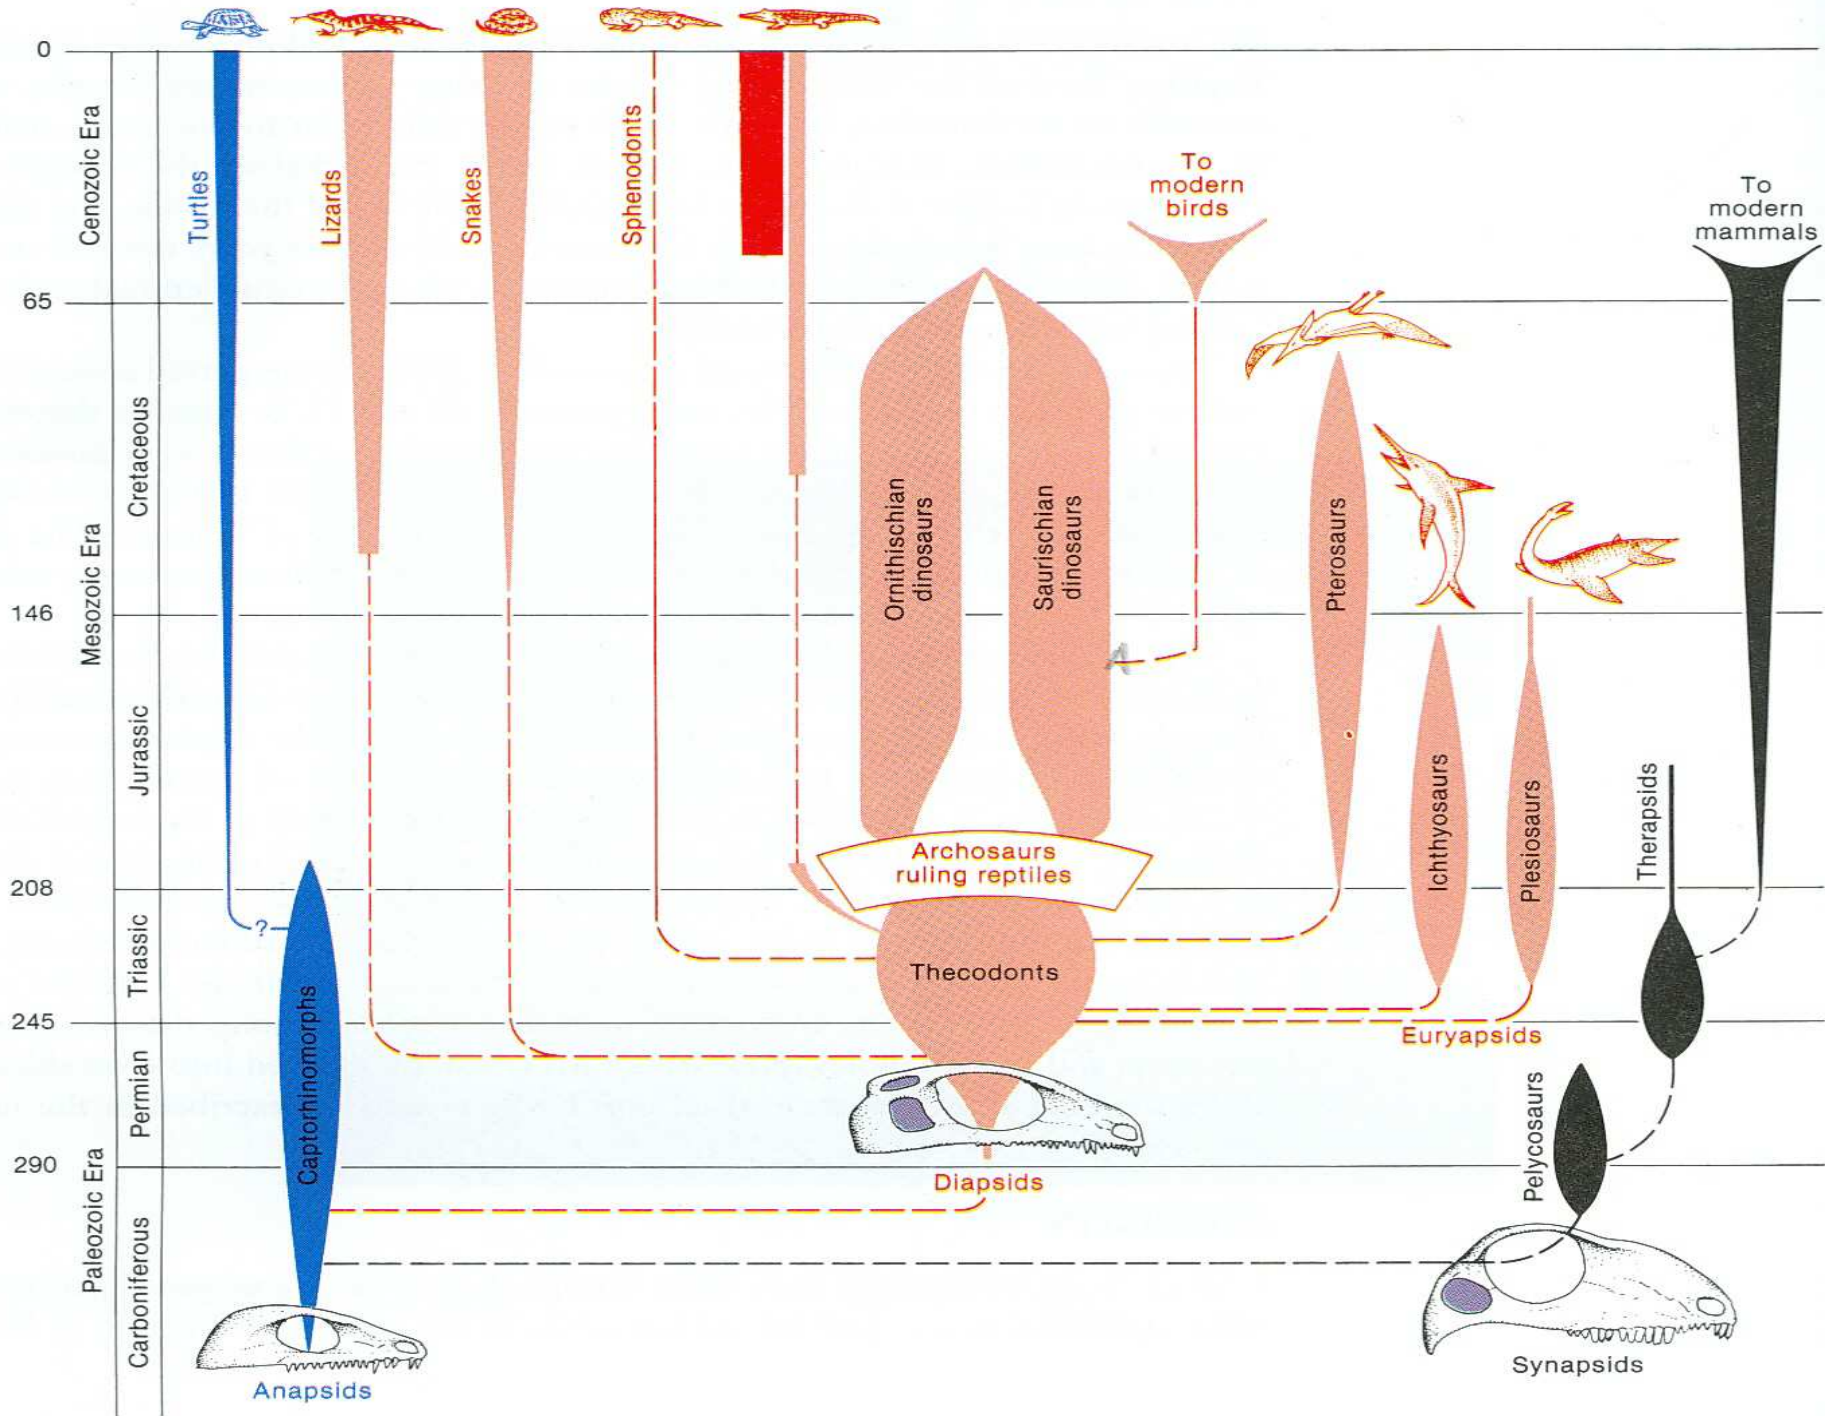 0
65
146
208
245
290
Cenozoic Era
Mesozoic Era
Paleozoic Era
Cretaceous
Jurassic
Triassic
Permian
Carboniferous
Turtles
Lizards
Snakes
Sphenodonts
To
modern
birds
To
modern
mammals
Ornithischian
dinosaurs
Saurischian
dinosaurs
Pterosaurs
Ichthyosaurs
Plesiosaurs
Therapsids
Archosaurs
ruling reptiles
?
Thecodonts
Captorhinomorphs
Euryapsids
Pelycosaurs
Diapsids
Synapsids
Anapsids